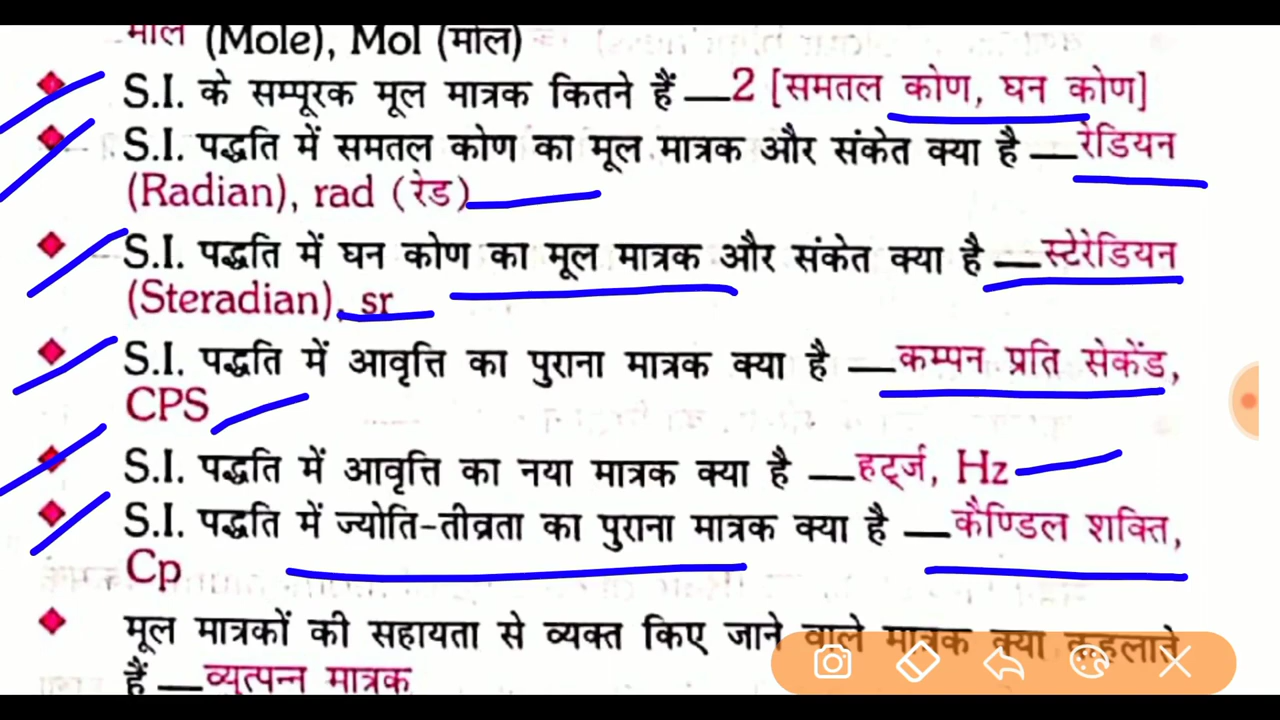 मोल (Mole), Mol (मोल)
S.I. के सम्पूरक मूल मात्रक कितने हैं —2 [समतल कोण, घन कोण]
S.I. पद्धति में समतल कोण का मूल मात्रक और संकेत क्या है —रेडियन
(Radian), rad (रेड)
S.I. पद्धति में घन कोण का मूल मात्रक और संकेत क्या है —स्टेरेडियन
(Steradian), sr
S.I. पद्धति में आवृत्ति का पुराना मात्रक क्या है —कम्पन प्रति सेकेंड,
CPS
S.I. पद्धति में आवृत्ति का नया मात्रक क्या है —हर्ट्ज, Hz
S.I. पद्धति में ज्योति-तीव्रता का पुराना मात्रक क्या है —कैण्डिल शक्ति,
Cp
मूल मात्रकों की सहायता से व्यक्त किए जाने वाले मात्रक क्या कहलाते
हैं —व्युत्पन्न मात्रक